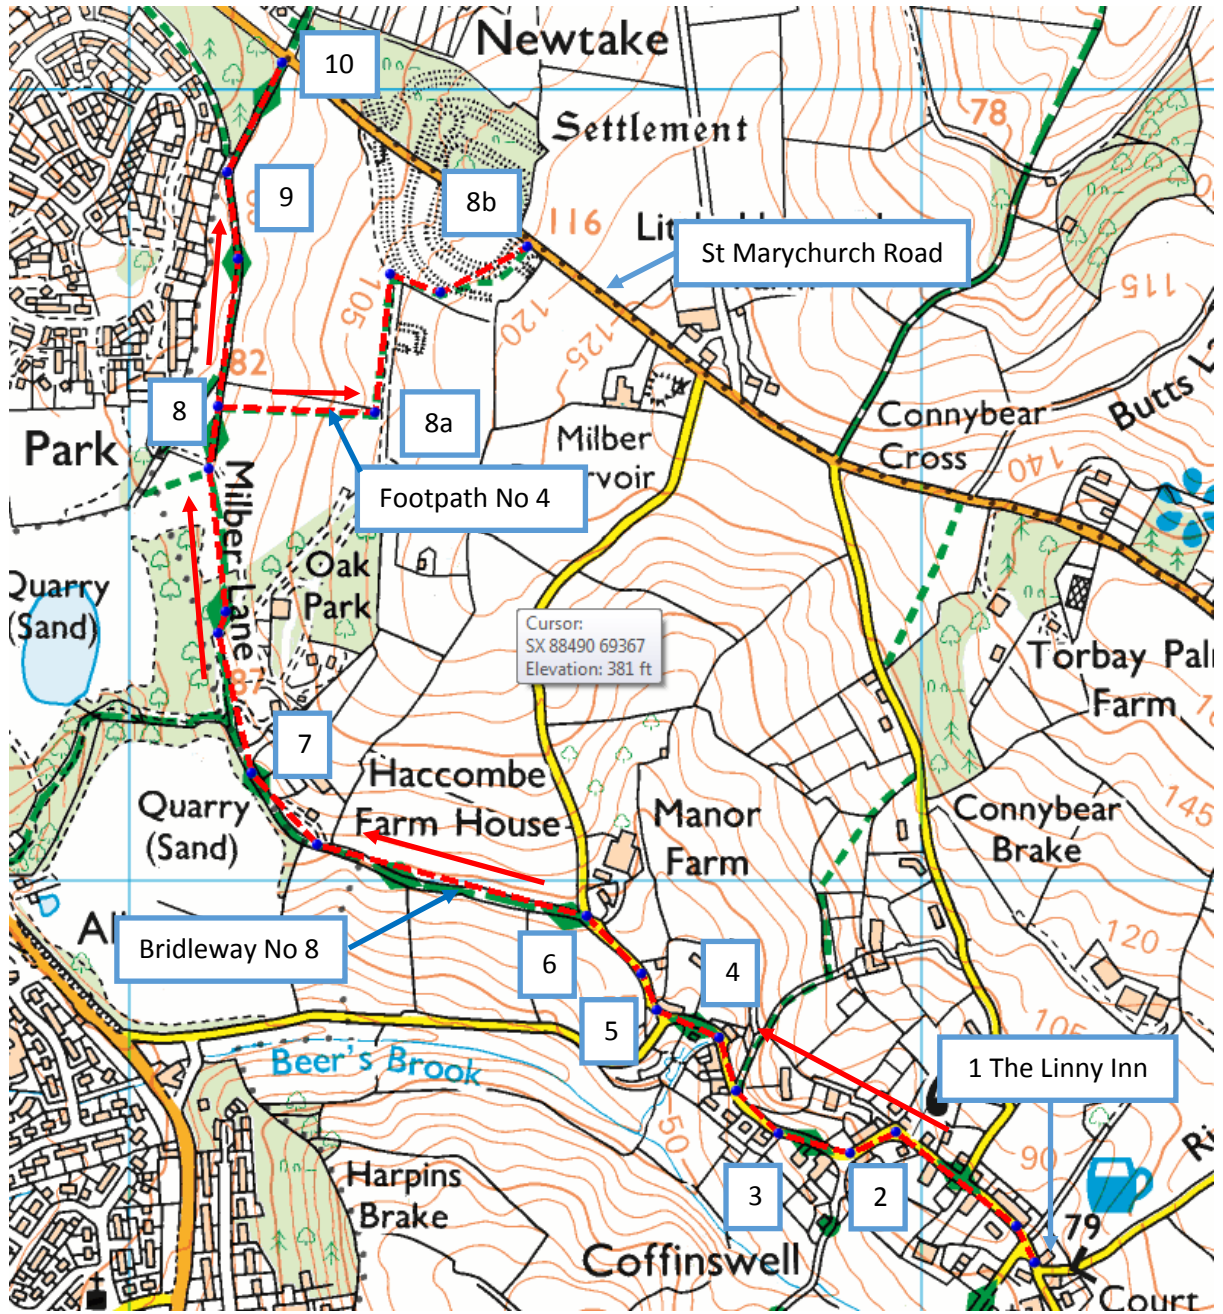 Newtake
10
Settlement
78
9
8b
116
St Marychurch Road
115
105
120
125
82
8
8a
Connybear
Cross
Butts
Park
Milber
140
Footpath No 4
Milber Lane
Oak
Park
Quarry
(Sand)
Cursor:
SX 88490 69367
Elevation: 381 ft
Torbay
Farm
87
7
Haccombe
Farm House
Manor
Farm
145
Quarry
(Sand)
Connybear
Brake
Bridleway No 8
120
6
4
5
105
Beer's Brook
1 The Linny Inn
50
90
Harpins
Brake
3
2
79
Coffinswell
Court